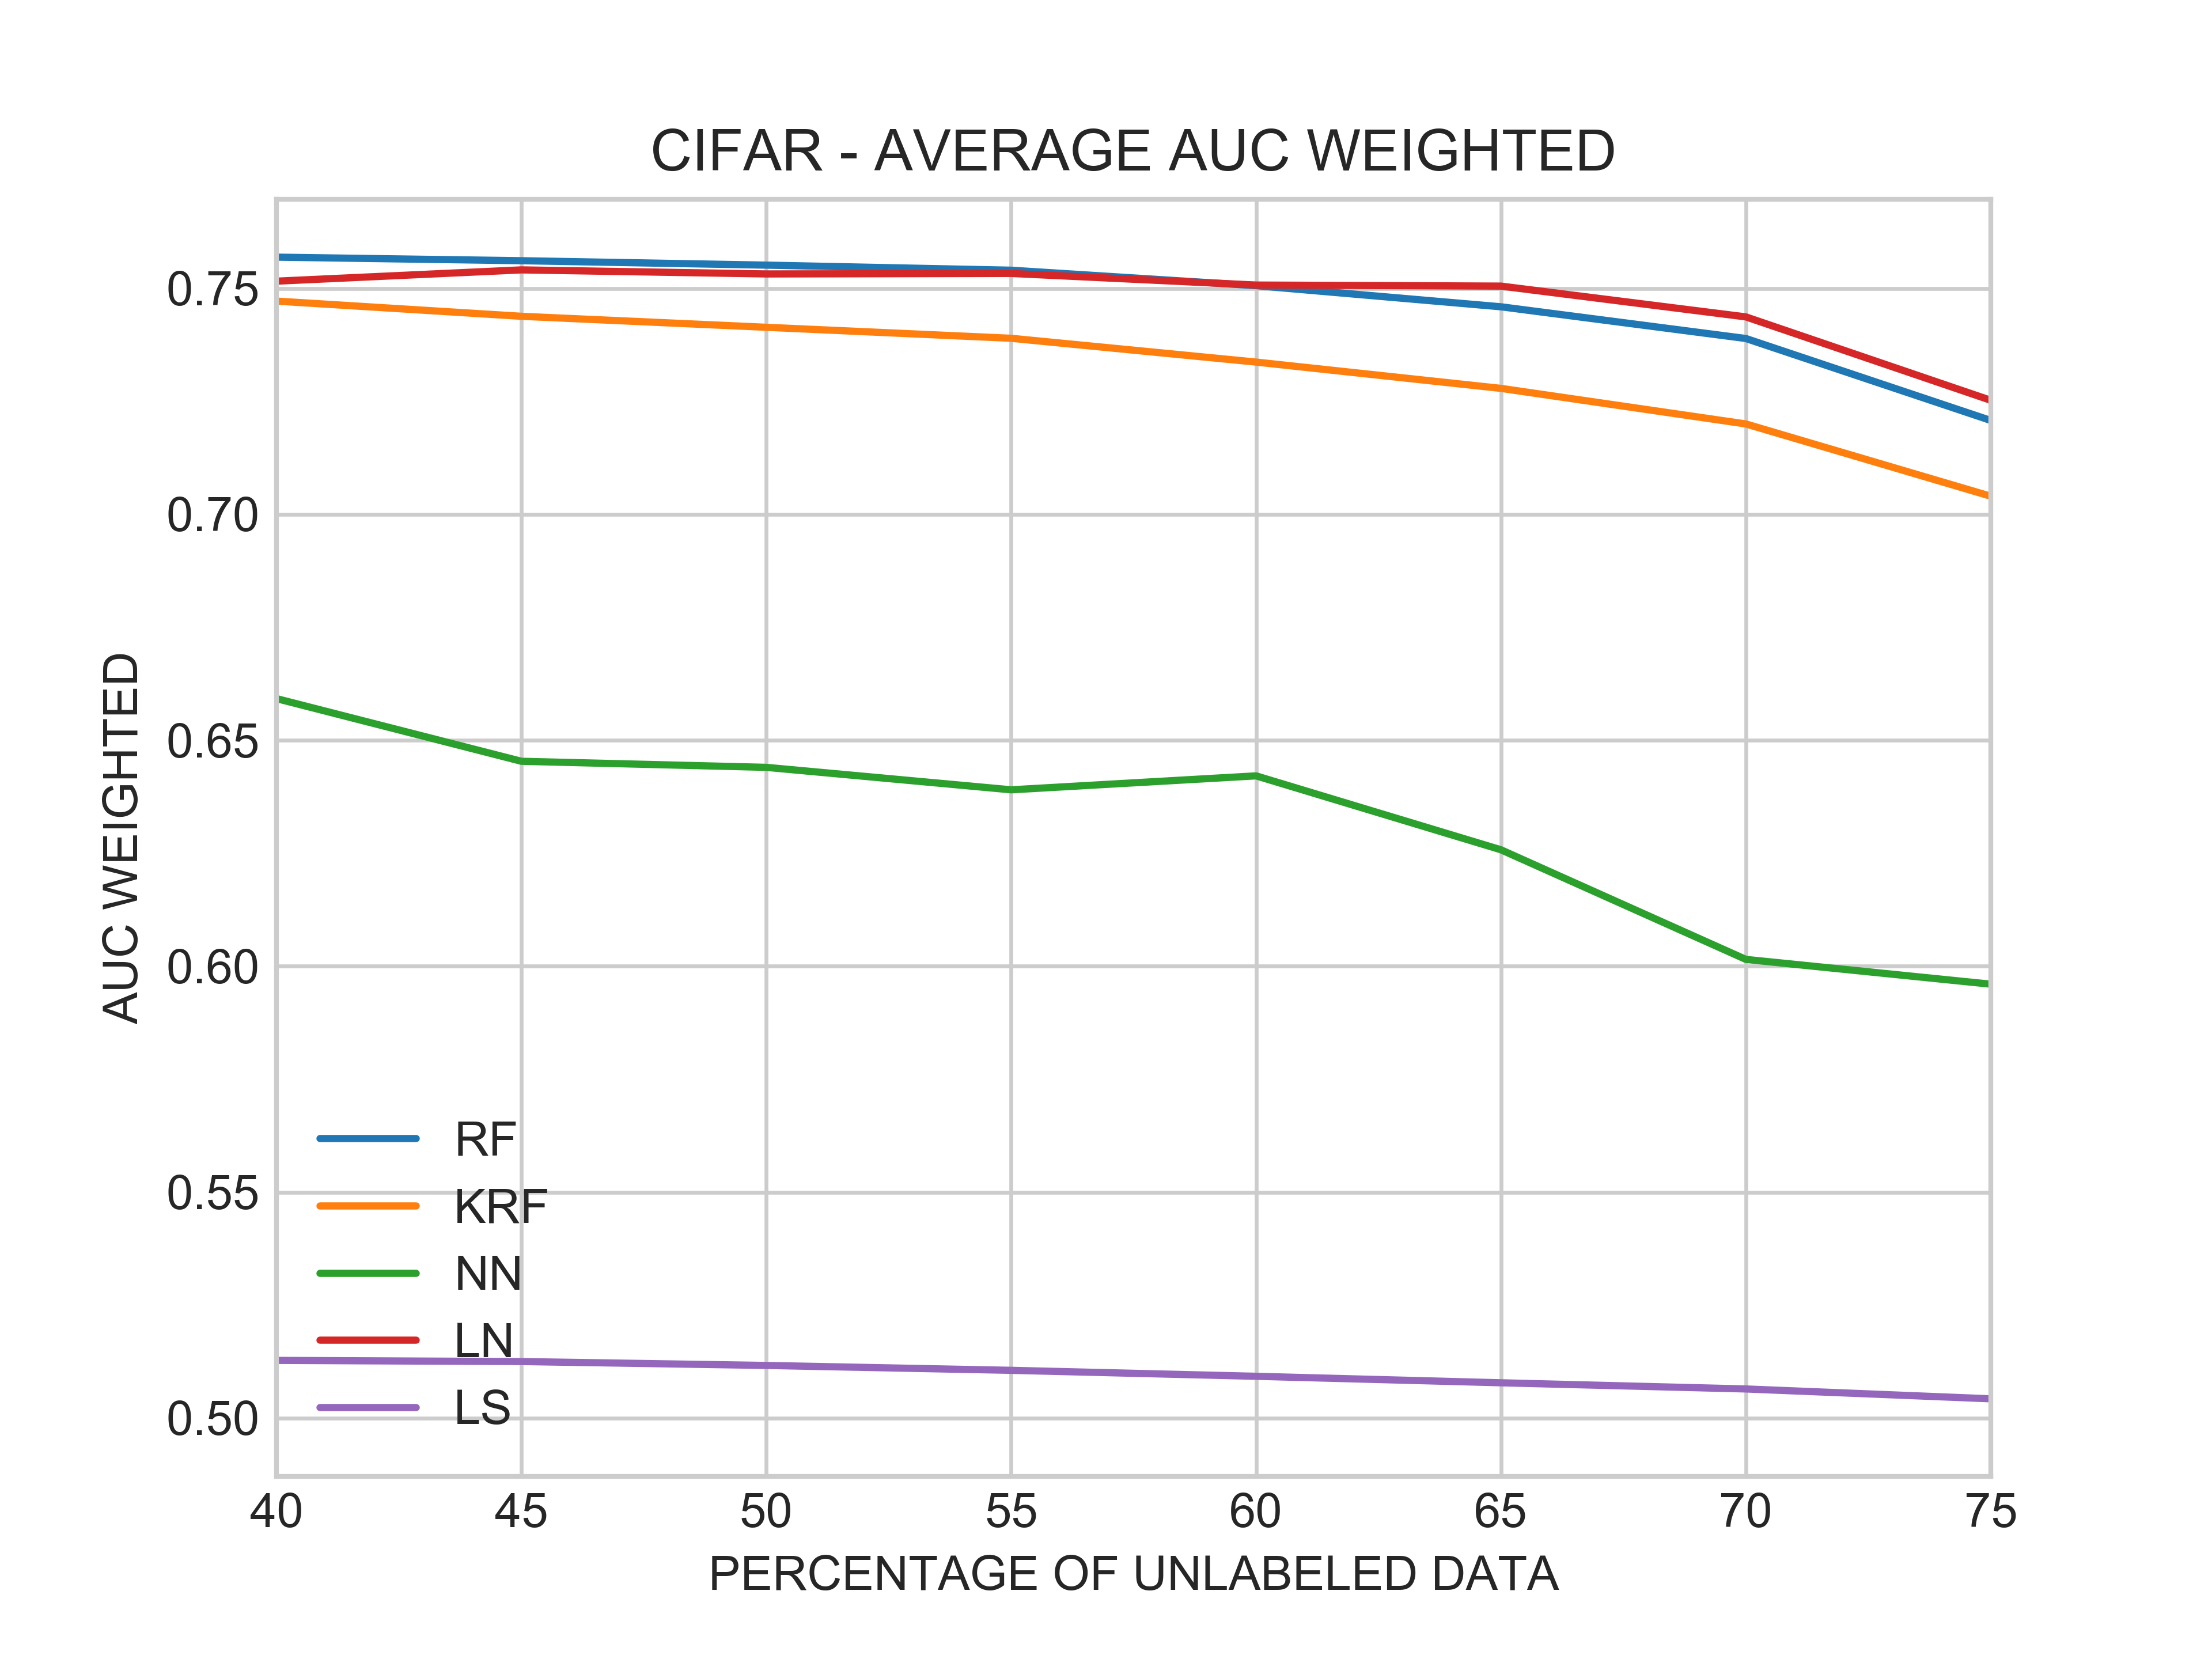 CIFAR - AVERAGE AUC WEIGHTED
AUC WEIGHTED
0.75
0.70
0.65
0.60
0.55
0.50
RF
KRF
NN
LN
LS
40 45 50 55 60 65 70 75
PERCENTAGE OF UNLABELED DATA